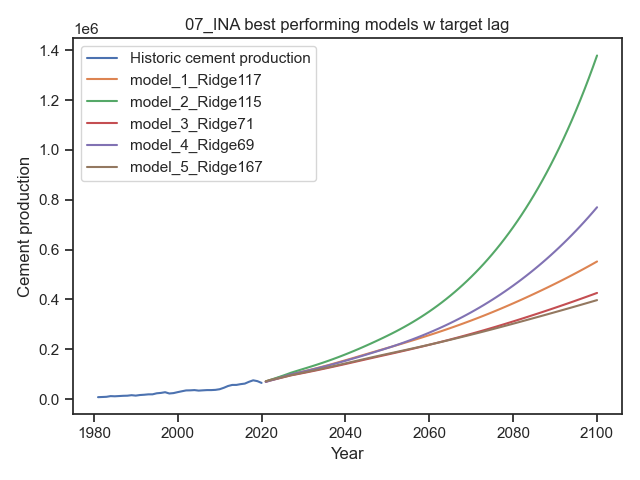 07_INA best performing models w target lag
1e6
Historic cement production
model_1_Ridge117
model_2_Ridge115
model_3_Ridge71
model_4_Ridge69
model_5_Ridge167
Cement production
1.4
1.2
1.0
0.8
0.6
0.4
0.2
0.0
1980 2000 2020 2040 2060 2080 2100
Year